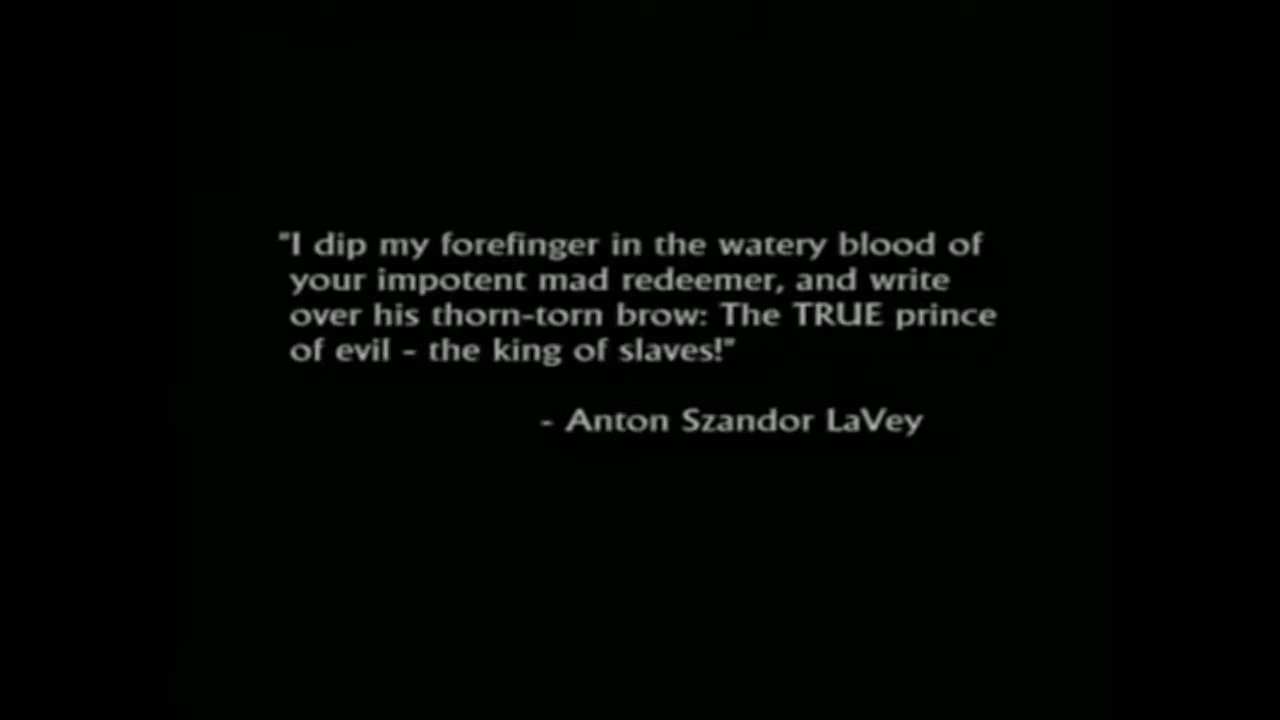 "I dip my forefinger in the watery blood of
your impotent mad redeemer, and write
over his thorn-torn brow: The TRUE prince
of evil - the king of slaves!"
- Anton Szandor LaVey